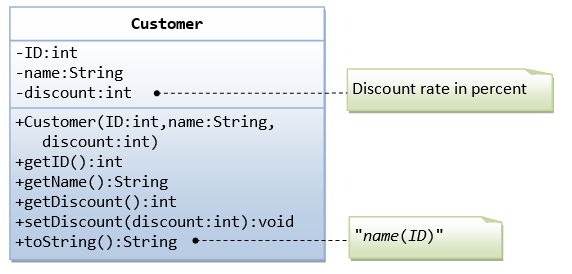 Customer
-ID:int
-name:String
-discount:int
Discount rate in percent
+Customer(ID:int,name:String,
discount:int)
+getID():int
+getName():String
+getDiscount():int
+setDiscount(discount:int):void
+toString():String
"name(ID)"